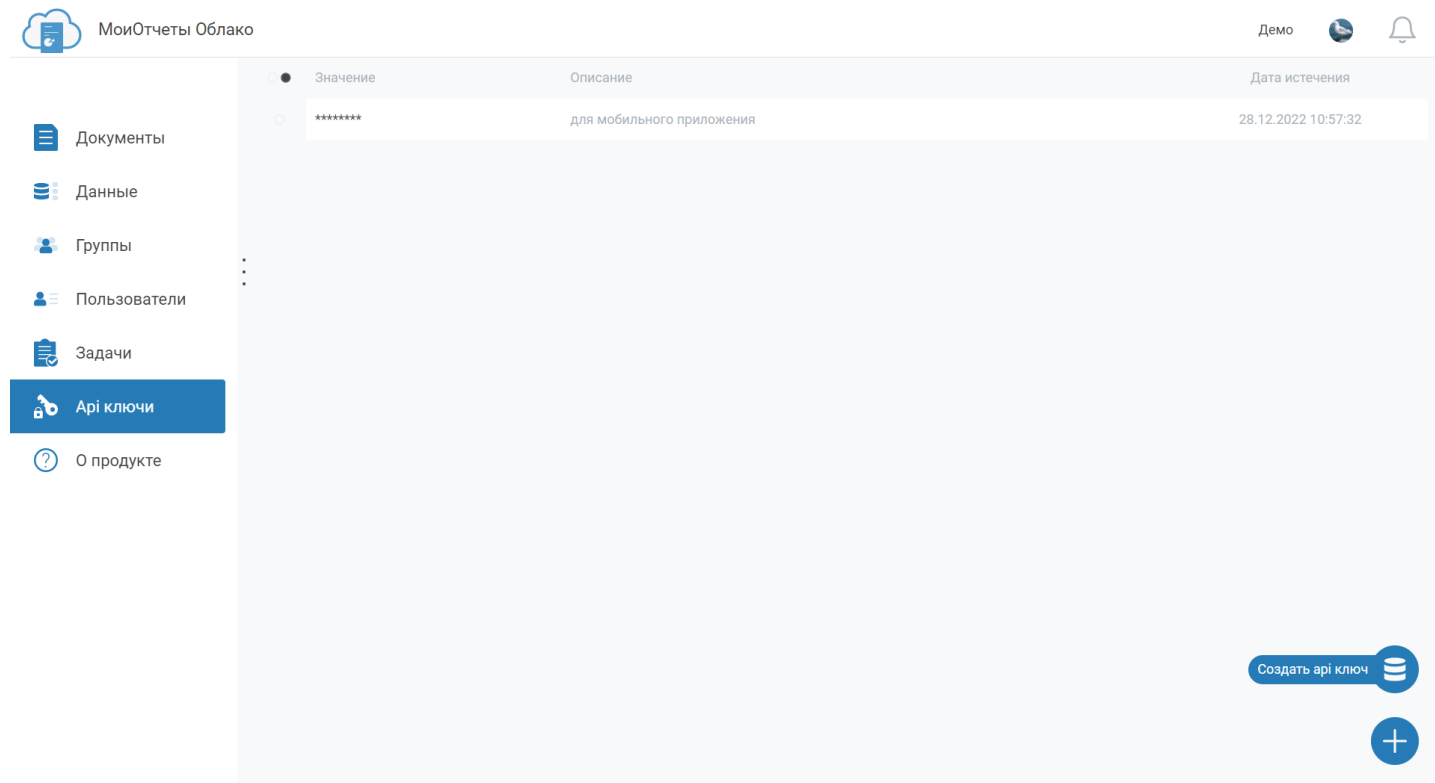 МоиОтчеты Облако
Демо
Значение Описание Дата истечения
******** для мобильного приложения 28.12.2022 10:57:32
Документы
Данные
Группы
Пользователи
Задачи
Api ключи
О продукте
Создать api ключ